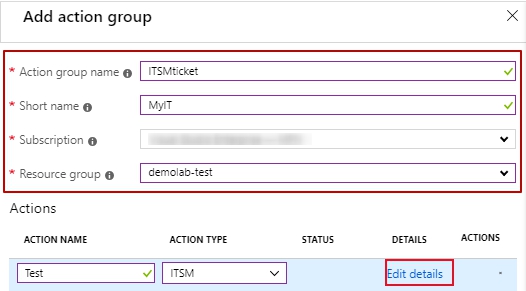 Add action group
* Action group name
ITSMticket
* Short name
MyIT
* Subscription
* Resource group
demolab-test
Actions
ACTION NAME ACTION TYPE STATUS DETAILS ACTIONS
Test ITSM Edit details